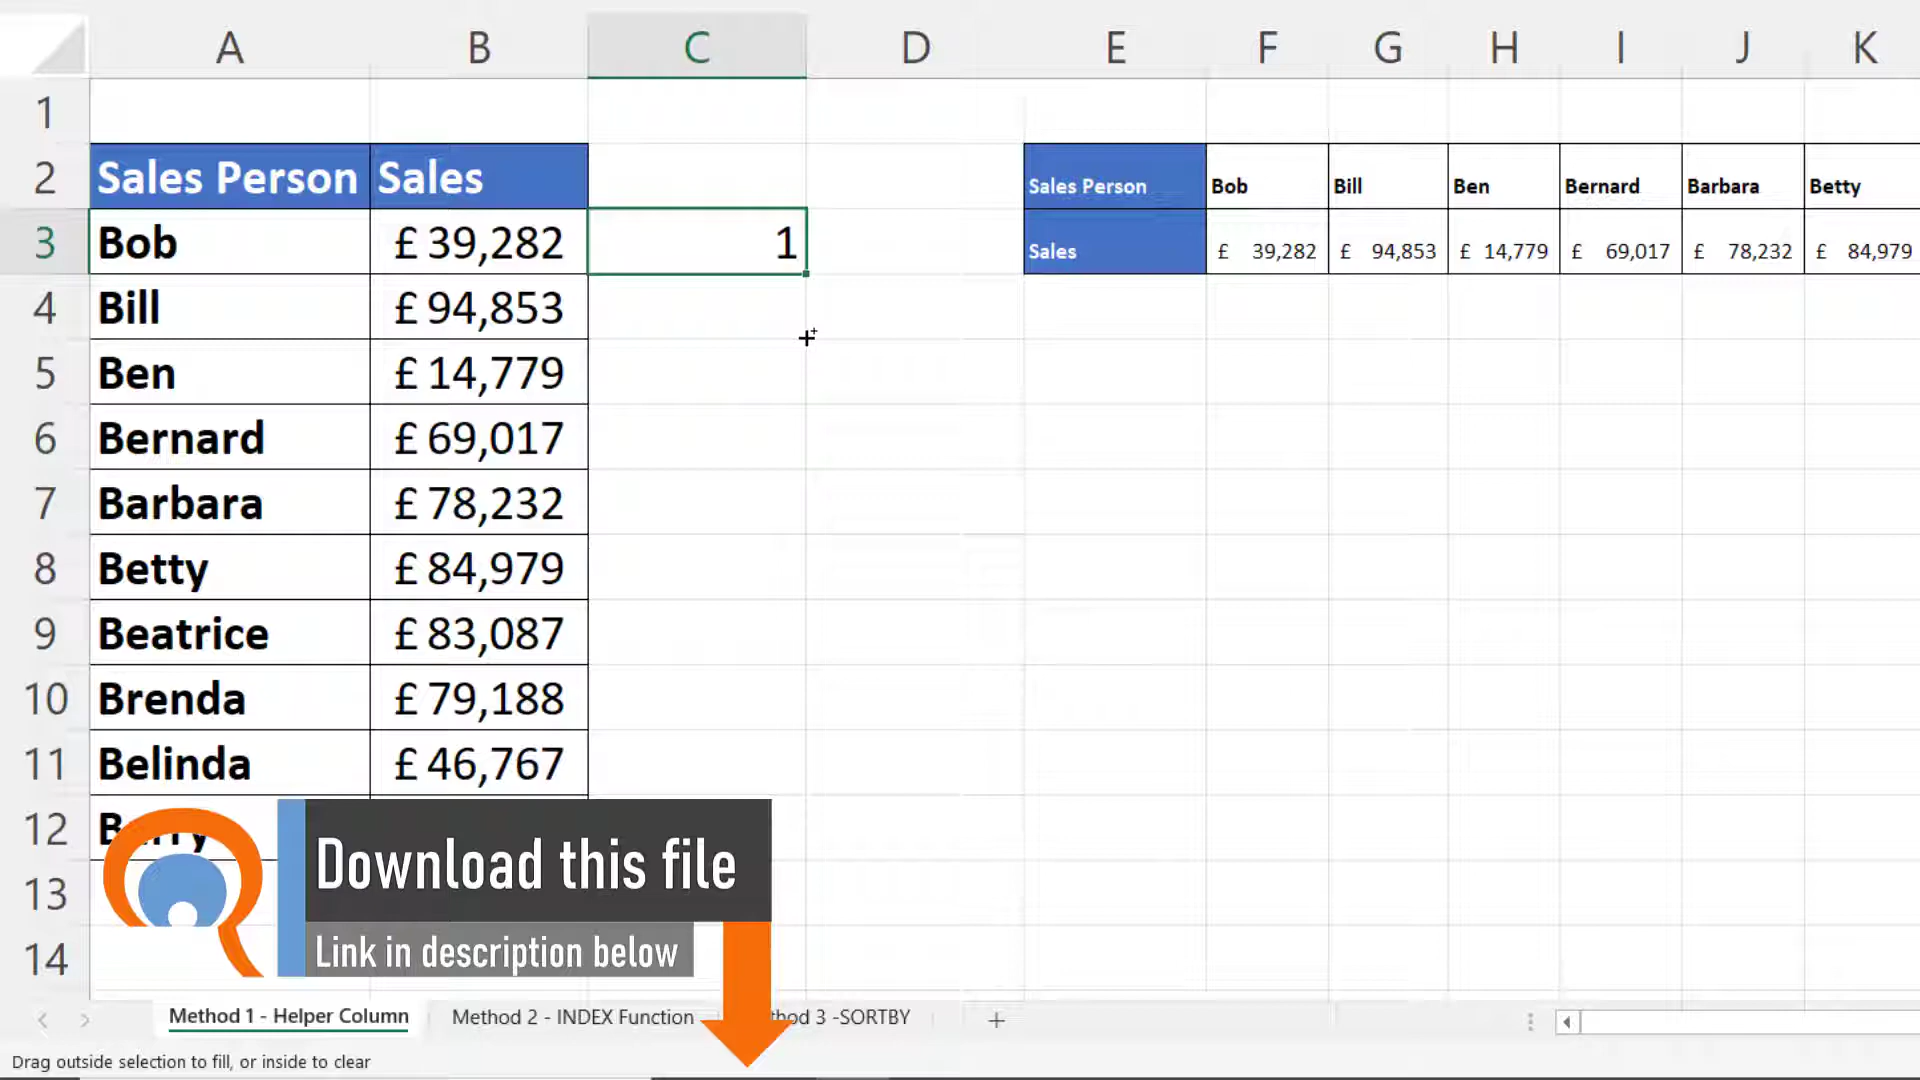 A B C D E F G H I J K
1
2 Sales Person Sales Sales Person Bob Bill Ben Bernard Barbara Betty
3 Bob £ 39,282 1 Sales £ 39,282 £ 94,853 £ 14,779 £ 69,017 £ 78,232 £ 84,979
4 Bill £ 94,853
5 Ben £ 14,779
6 Bernard £ 69,017
7 Barbara £ 78,232
8 Betty £ 84,979
9 Beatrice £ 83,087
10 Brenda £ 79,188
11 Belinda £ 46,767
12
13
14
Download this file
Link in description below
Method 1 - Helper Column Method 2 - INDEX Function 3 -SORTBY
Drag outside selection to fill, or inside to clear